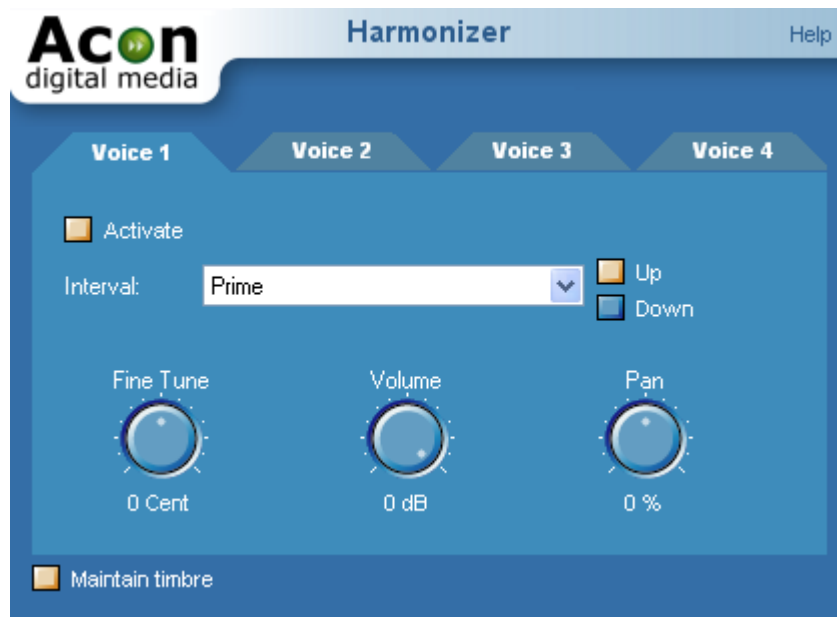 Acon
digital media
Harmonizer
Help
Voice 1
Voice 2
Voice 3
Voice 4
Activate
Interval:
Prime
Up
Down
Fine Tune
Volume
Pan
0 Cent
0 dB
0 %
Maintain timbre